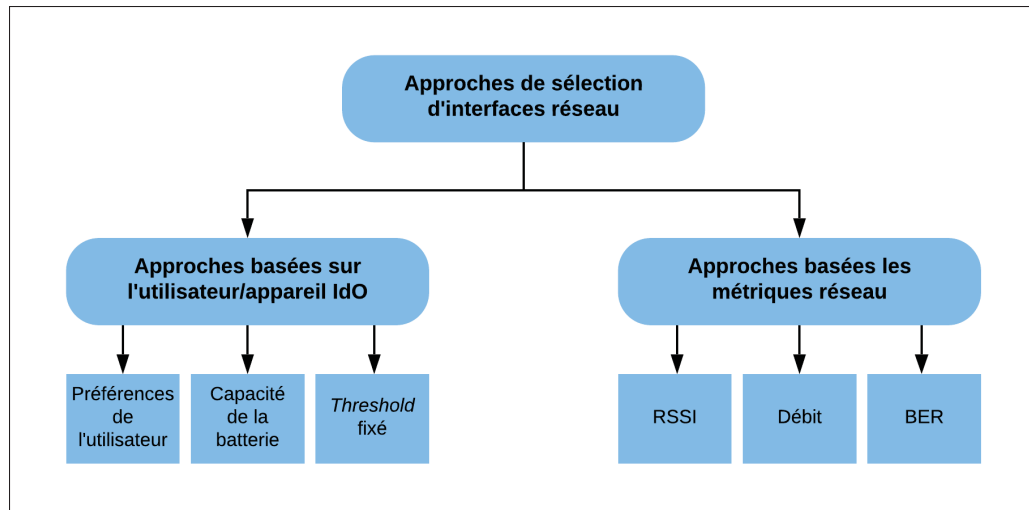 Approches de sélection
d'interfaces réseau
Approches basées sur
l'utilisateur/appareil IdO
Approches basées les
métriques réseau
Préférences
de
l'utilisateur
Capacité
de la
batterie
Threshold
fixé
RSSI
Débit
BER